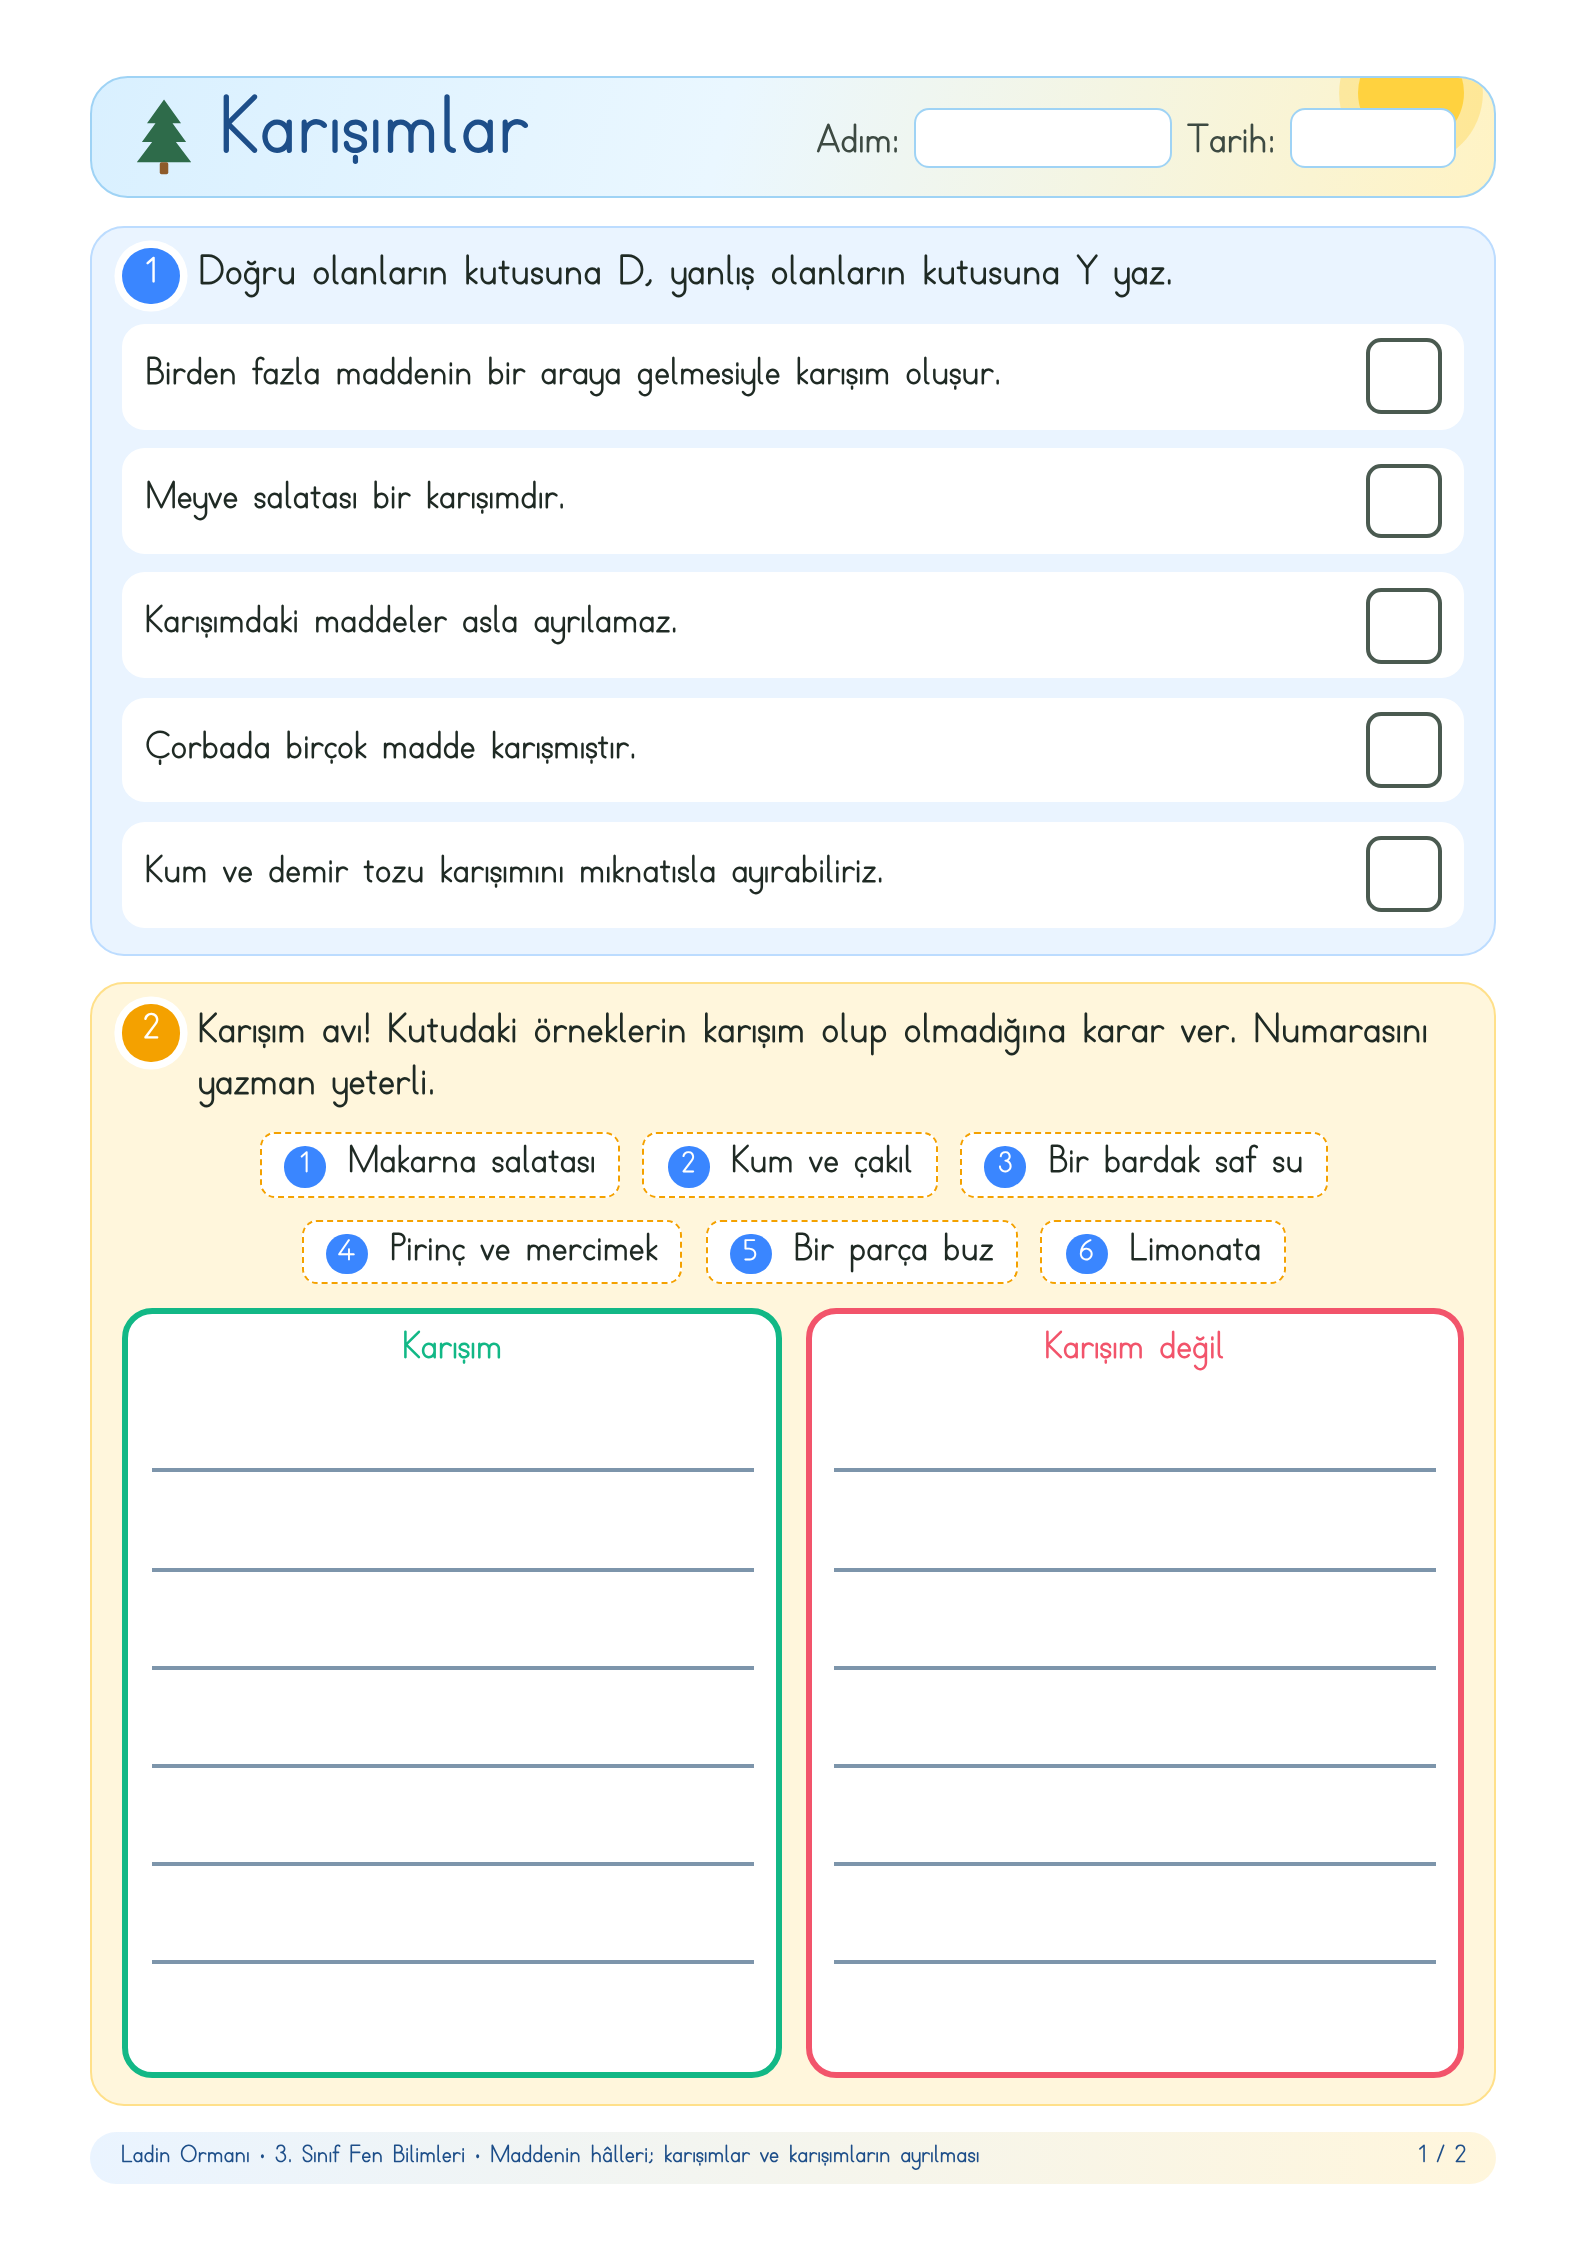 Karışımlar
Adım:
Tarih:
1
Doğru olanların kutusuna D, yanlış olanların kutusuna Y yaz.
Birden fazla maddenin bir araya gelmesiyle karışım oluşur.
Meyve salatası bir karışımdır.
Karışımdaki maddeler asla ayrılamaz.
Çorbada birçok madde karışmıştır.
Kum ve demir tozu karışımını mıknatısla ayırabiliriz.
2
Karışım avı! Kutudaki örneklerin karışım olup olmadığına karar ver. Numarasını
yazman yeterli.
1 Makarna salatası
2 Kum ve çakıl
3 Bir bardak saf su
4 Pirinç ve mercimek
5 Bir parça buz
6 Limonata
Karışım
Karışım değil
Ladin Ormanı • 3. Sınıf Fen Bilimleri • Maddenin hâlleri; karışımlar ve karışımların ayrılması
1 / 2